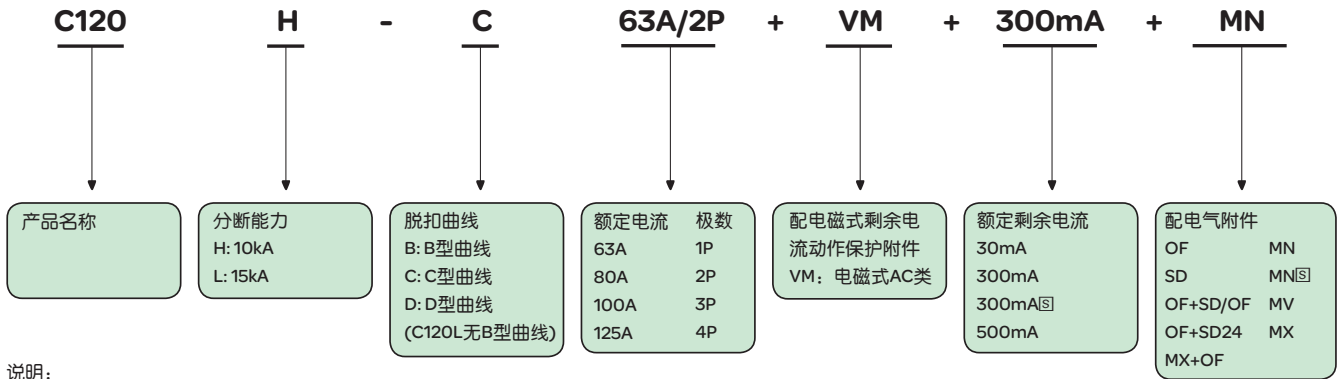 C120 H - C 63A/2P + VM + 300mA + MN
产品名称
分断能力
H: 10kA
L: 15kA
脱扣曲线
B: B型曲线
C: C型曲线
D: D型曲线
(C120L无B型曲线)
额定电流 极数
63A 1P
80A 2P
100A 3P
125A 4P
配电磁式剩余电
流动作保护附件
VM：电磁式AC类
额定剩余电流
30mA
300mA
300mA🅂
500mA
配电气附件
OF MN
SD MN🅂
OF+SD/OF MV
OF+SD24 MX
MX+OF
说明：